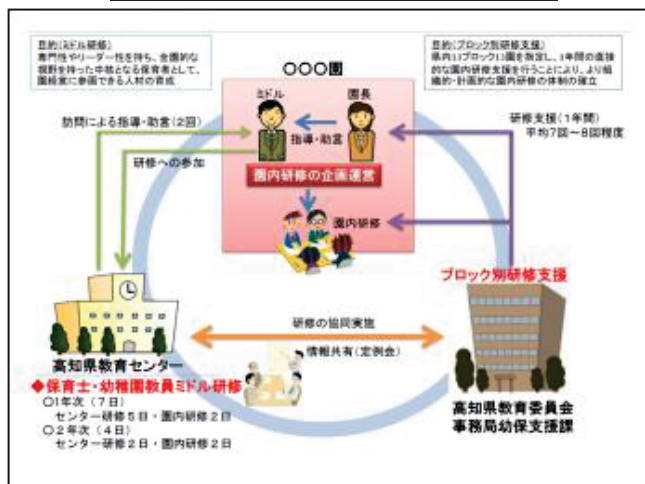 目的(ミドル研修)
専門性やリーダー性を持ち、全園的な
視野を持った中核となる保育者として、
園経営に参画できる人材の育成
目的(ブロック別研修支援)
県内13ブロック13園を指定し、1年間の直接
的な園内研修支援を行うことにより、より組
織的・計画的な園内研修の体制の確立
〇〇〇園
ミドル
園長
指導・助言
園内研修の企画運営
園内研修
訪問による指導・助言(2回)
研修への参加
研修支援(1年間)
平均7回～8回程度
ブロック別研修支援
研修の協同実施
情報共有(定例会)
高知県教育センター
◆保育士・幼稚園教員ミドル研修
〇1年次(7日)
センター研修5日・園内研修2日
〇2年次(4日)
センター研修2日・園内研修2日
高知県教育委員会
事務局幼保支援課